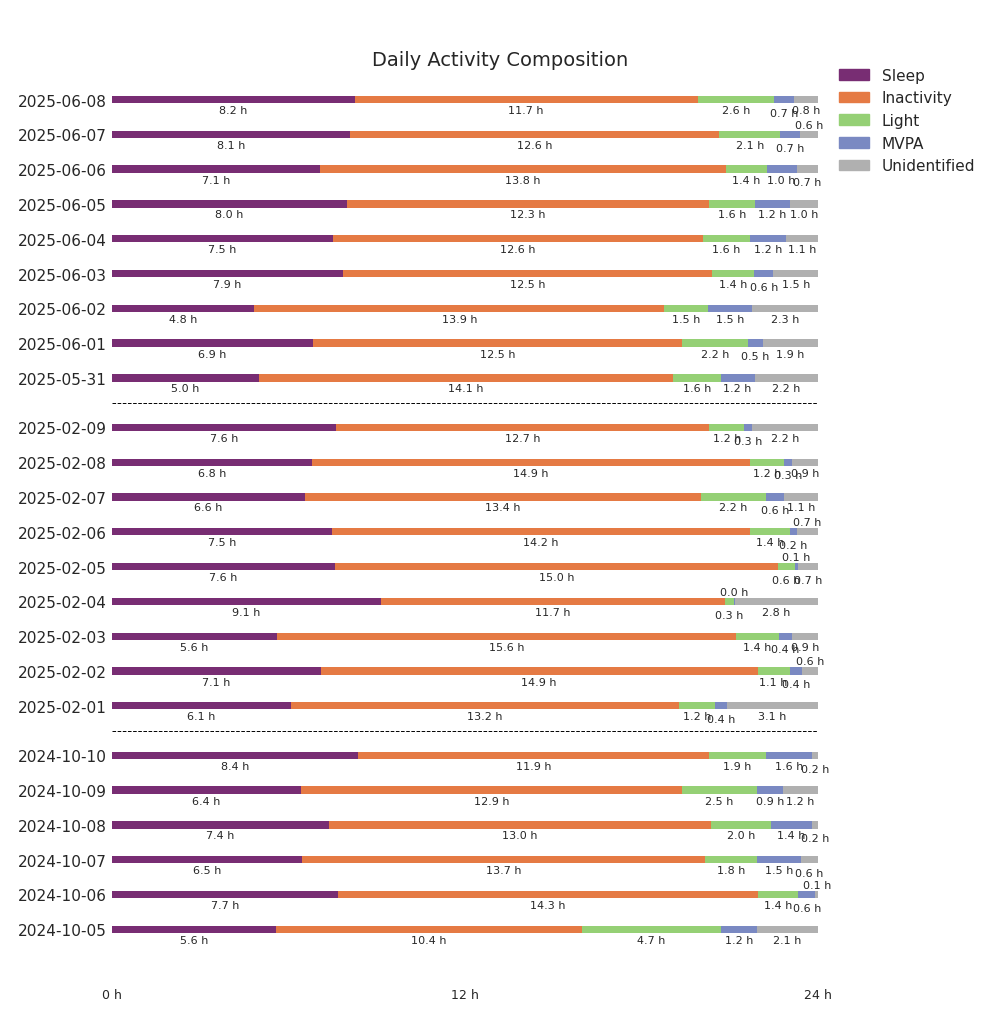 Daily Activity Composition
Sleep
Inactivity
Light
MVPA
Unidentified
2025-06-08
8.2 h 11.7 h 2.6 h 0.7 h 0.8 h
2025-06-07
8.1 h 12.6 h 2.1 h 0.7 h 0.6 h
2025-06-06
7.1 h 13.8 h 1.4 h 1.0 h 0.7 h
2025-06-05
8.0 h 12.3 h 1.6 h 1.2 h 1.0 h
2025-06-04
7.5 h 12.6 h 1.6 h 1.2 h 1.1 h
2025-06-03
7.9 h 12.5 h 1.4 h 0.6 h 1.5 h
2025-06-02
4.8 h 13.9 h 1.5 h 1.5 h 2.3 h
2025-06-01
6.9 h 12.5 h 2.2 h 0.5 h 1.9 h
2025-05-31
5.0 h 14.1 h 1.6 h 1.2 h 2.2 h
2025-02-09
7.6 h 12.7 h 1.2 h 0.3 h 2.2 h
2025-02-08
6.8 h 14.9 h 1.2 h 0.3 h 0.9 h
2025-02-07
6.6 h 13.4 h 2.2 h 0.6 h 1.1 h
2025-02-06
7.5 h 14.2 h 1.4 h 0.2 h 0.7 h
2025-02-05
7.6 h 15.0 h 0.6 h 0.1 h 0.7 h
2025-02-04
9.1 h 11.7 h 0.3 h 0.0 h 2.8 h
2025-02-03
5.6 h 15.6 h 1.4 h 0.4 h 0.9 h
2025-02-02
7.1 h 14.9 h 1.1 h 0.4 h 0.6 h
2025-02-01
6.1 h 13.2 h 1.2 h 0.4 h 3.1 h
2024-10-10
8.4 h 11.9 h 1.9 h 1.6 h 0.2 h
2024-10-09
6.4 h 12.9 h 2.5 h 0.9 h 1.2 h
2024-10-08
7.4 h 13.0 h 2.0 h 1.4 h 0.2 h
2024-10-07
6.5 h 13.7 h 1.8 h 1.5 h 0.6 h
2024-10-06
7.7 h 14.3 h 1.4 h 0.6 h 0.1 h
2024-10-05
5.6 h 10.4 h 4.7 h 1.2 h 2.1 h
0 h 12 h 24 h